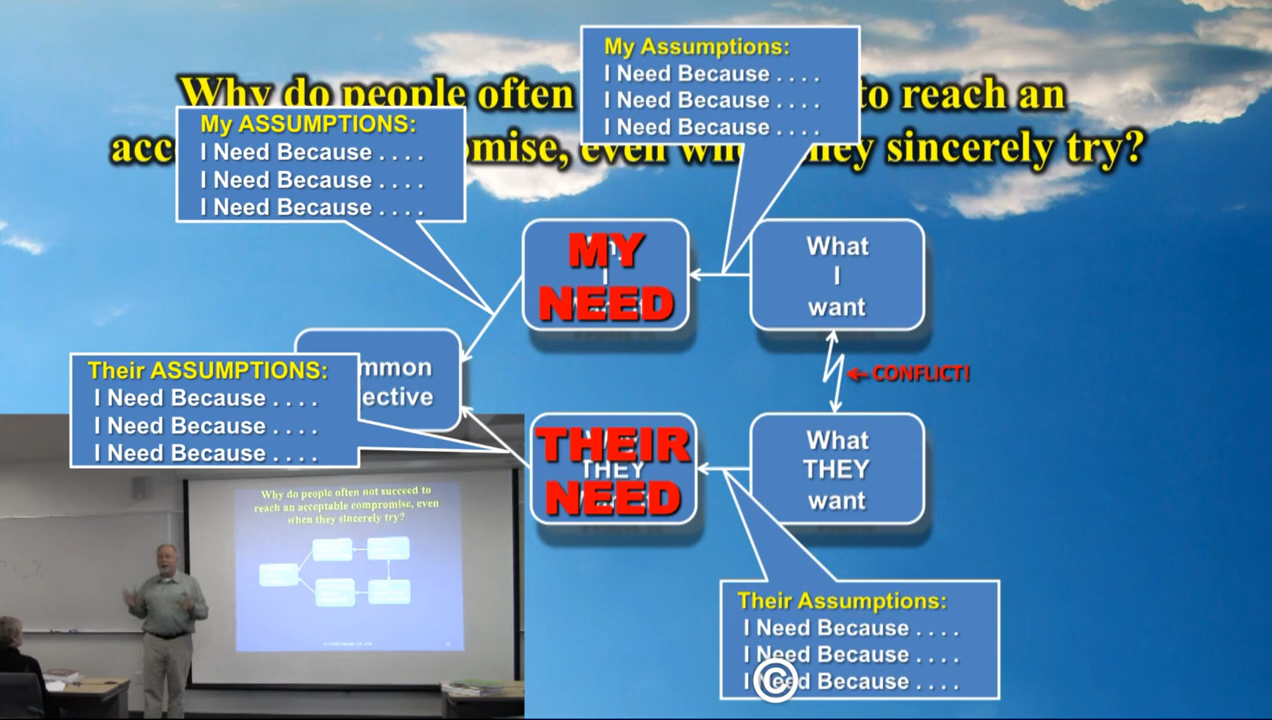 Why do people often to reach an
acc omise, even when they sincerely try?
My Assumptions:
I Need Because . . . .
I Need Because . . . .
I Need Because . . . .
My ASSUMPTIONS:
I Need Because . . . .
I Need Because . . . .
I Need Because . . . .
MY
I
NEED
What
I
want
mmon
ective
Their ASSUMPTIONS:
I Need Because . . . .
I Need Because . . . .
I Need Because . . . .
←CONFLICT!
THEIR
THEY
NEED
What
THEY
want
Their Assumptions:
I Need Because . . . .
I Need Because . . . .
I Need Because . . . .
©
Why do people often not succeed to
reach an acceptable compromise, even
when they sincerely try?